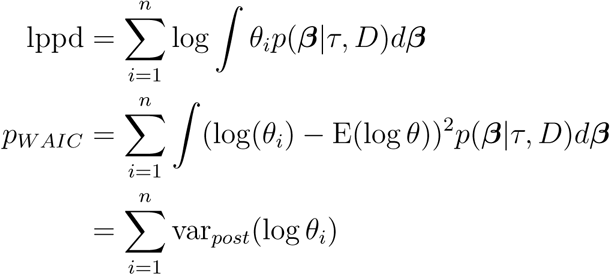 lppd = \sum_{i=1}^{n} \log \int \theta_i p(\boldsymbol{\beta}|\tau, D) d\boldsymbol{\beta}
p_{WAIC} = \sum_{i=1}^{n} \int (\log(\theta_i) - \mathrm{E}(\log \theta))^2 p(\boldsymbol{\beta}|\tau, D) d\boldsymbol{\beta}
= \sum_{i=1}^{n} \mathrm{var}_{post}(\log \theta_i)